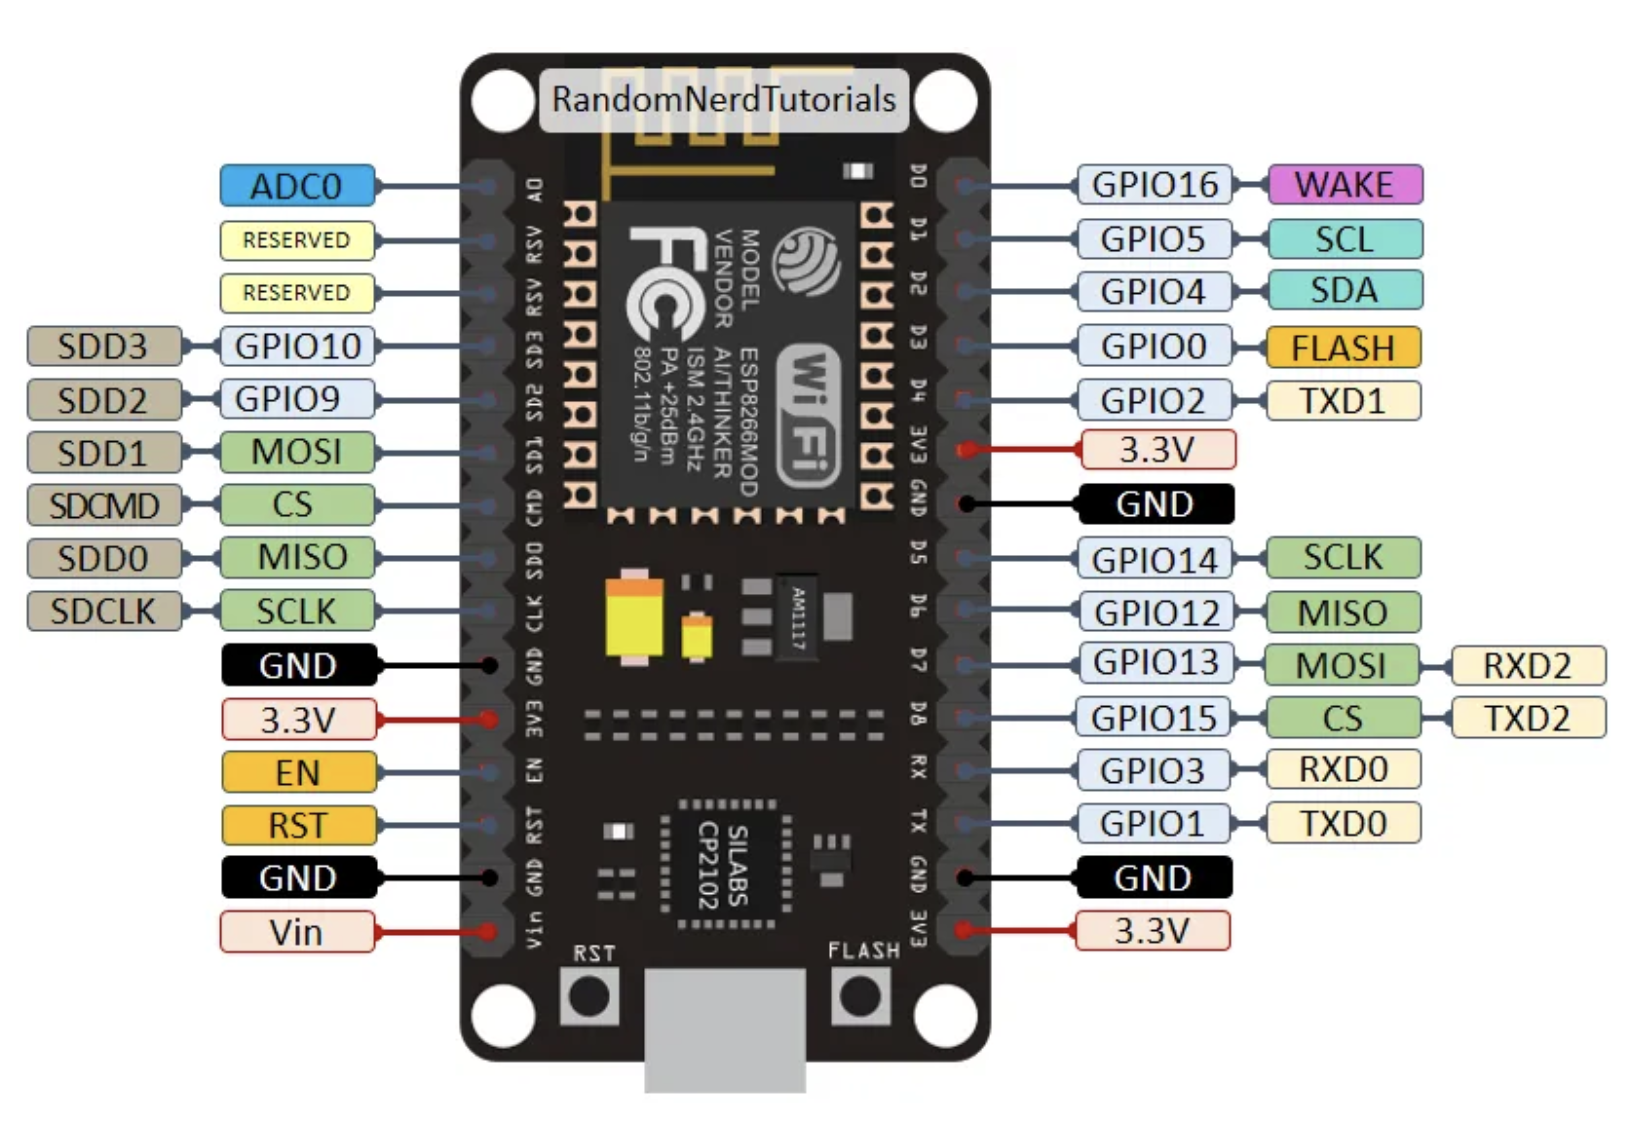 RandomNerdTutorials
ADC0 A0 D0 GPIO16 WAKE
RESERVED RSV D1 GPIO5 SCL
RESERVED RSV D2 GPIO4 SDA
SDD3 GPIO10 SD3 D3 GPIO0 FLASH
SDD2 GPIO9 SD2 D4 GPIO2 TXD1
SDD1 MOSI SD1 3V3 3.3V
SDCMD CS CMD GND GND
SDD0 MISO SD0 D5 GPIO14 SCLK
SDCLK SCLK CLK D6 GPIO12 MISO
GND GND D7 GPIO13 MOSI RXD2
3.3V 3V3 D8 GPIO15 CS TXD2
EN EN RX GPIO3 RXD0
RST RST TX GPIO1 TXD0
GND GND GND GND
Vin Vin 3V3 3.3V
FC
WiFi
MODEL ESP8266MOD
VENDOR AI/THINKER
ISM 2.4GHz
PA +25dBm
802.11b/g/n
AM1117
SILABS
CP2102
RST
FLASH